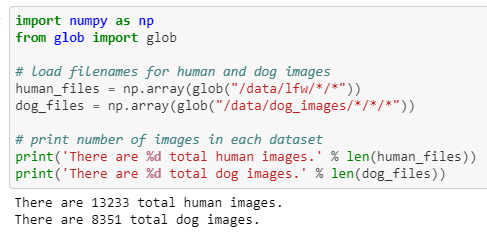 import numpy as np
from glob import glob

# load filenames for human and dog images
human_files = np.array(glob("/data/lfw/*/*"))
dog_files = np.array(glob("/data/dog_images/*/*/*"))

# print number of images in each dataset
print('There are %d total human images.' % len(human_files))
print('There are %d total dog images.' % len(dog_files))
There are 13233 total human images.
There are 8351 total dog images.